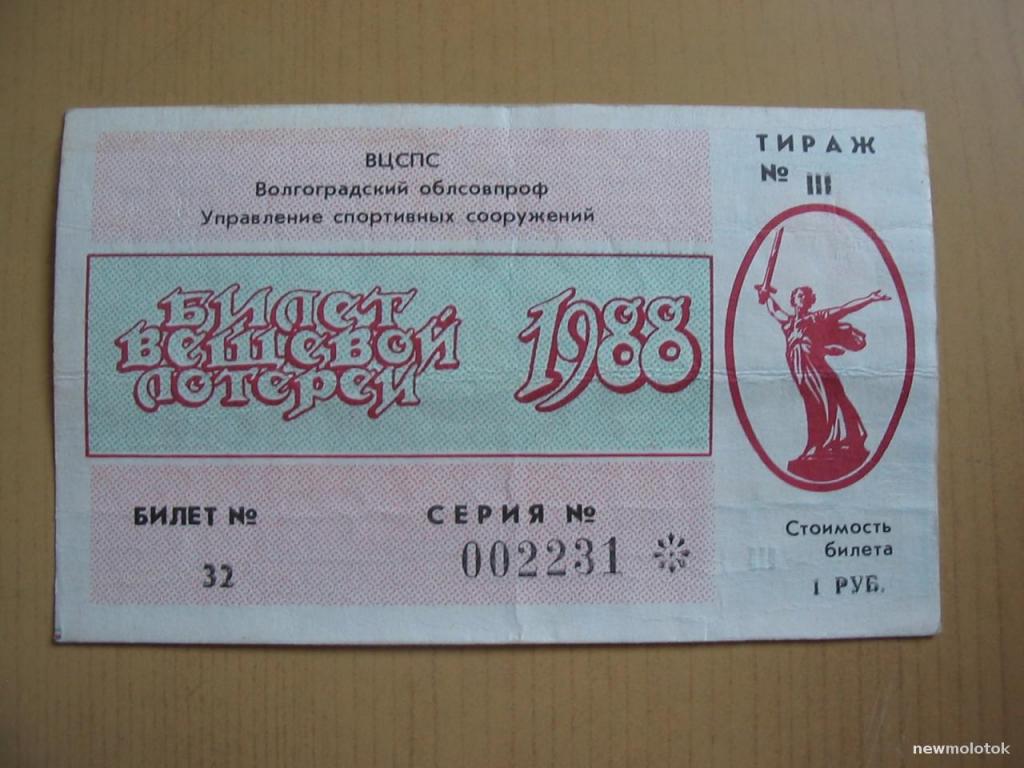 ВЦСПС
Волгоградский облсовпроф
Управление спортивных сооружений
ТИРАЖ
№ III
БИЛЕТ
ВЕЩЕВОЙ
ЛОТЕРЕИ
1988
БИЛЕТ №
32
СЕРИЯ №
002231
Стоимость
билета
1 РУБ.
newmolotok